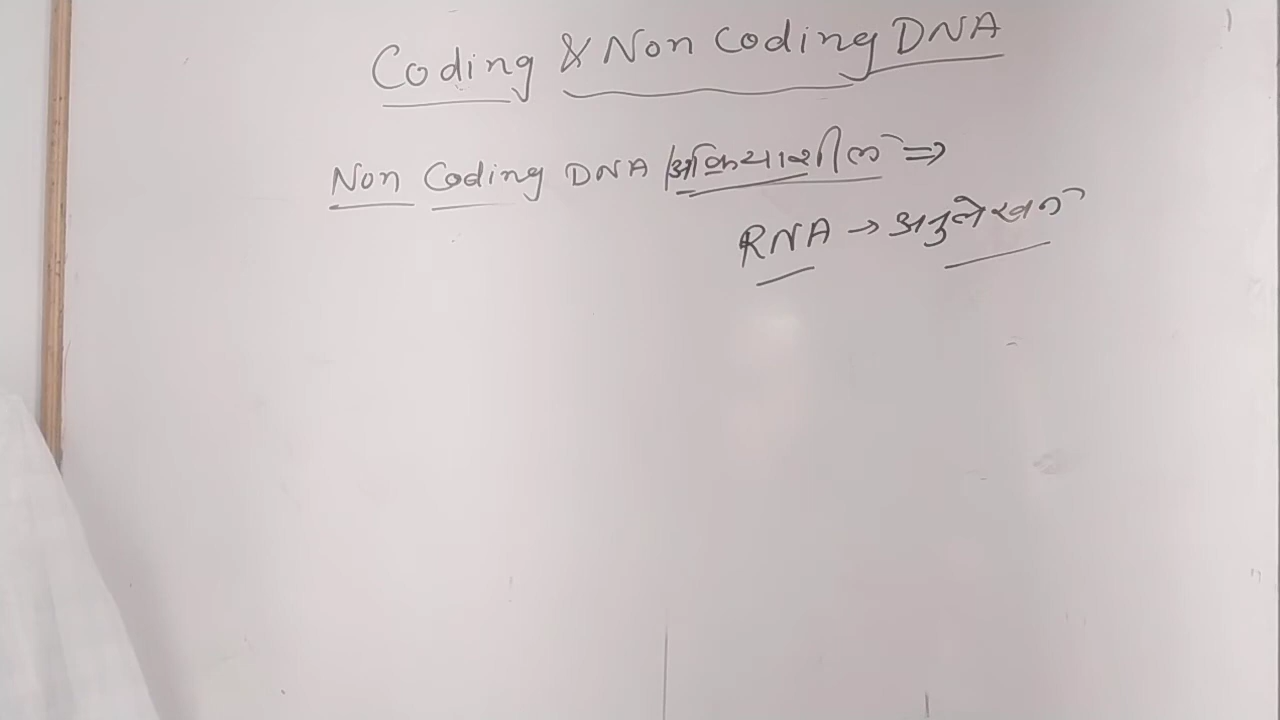 Coding & Non Coding DNA
Non Coding DNA / अक्रियाशील ⇒
RNA → अनुलेखन